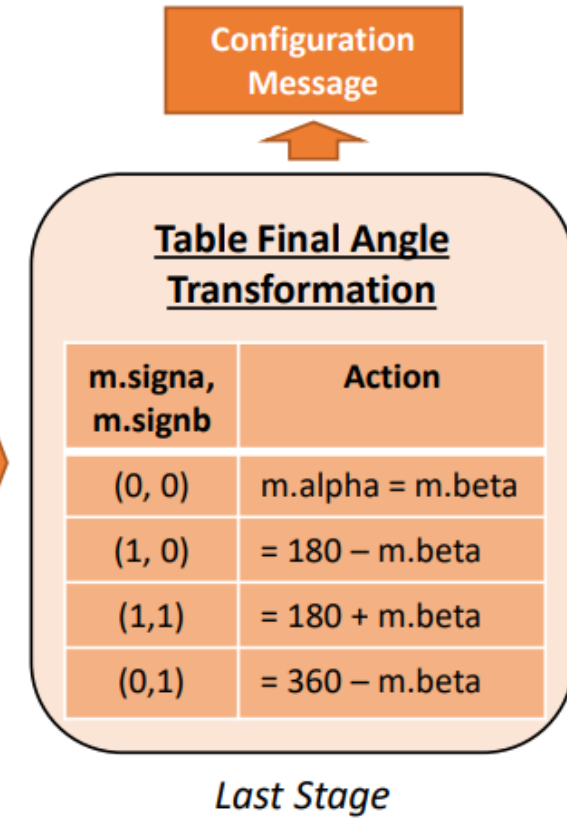 Configuration
Message
Table Final Angle
Transformation
m.signa,
m.signb
Action
(0, 0)
m.alpha = m.beta
(1, 0)
= 180 – m.beta
(1,1)
= 180 + m.beta
(0,1)
= 360 – m.beta
Last Stage